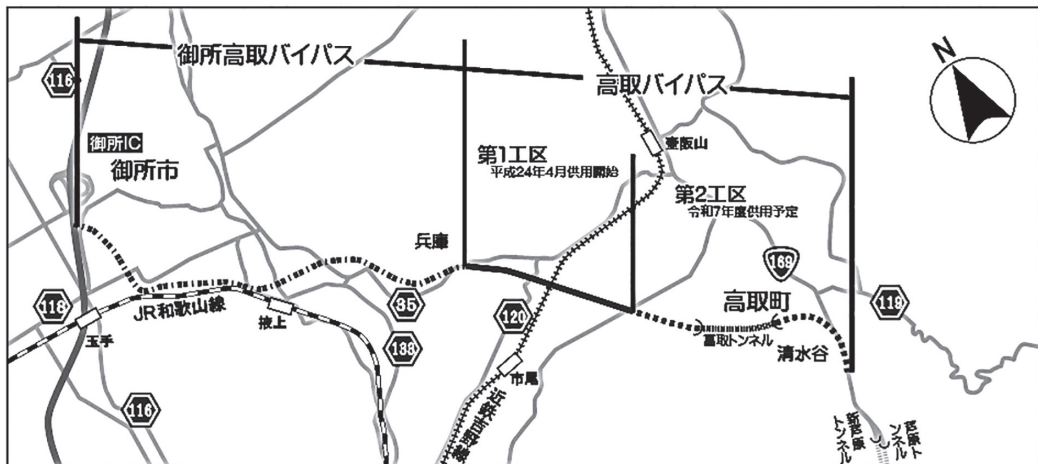 御所高取バイパス
高取バイパス
N
116
御所IC
御所市
第1工区
平成24年4月供用開始
壺阪山
第2工区
令和7年度供用予定
兵庫
169
118
JR和歌山線
玉手
掖上
35
133
120
高取町
高取トンネル
清水谷
119
市尾
116
近鉄吉野線
新芦原
トンネル
芦原ト
ンネル